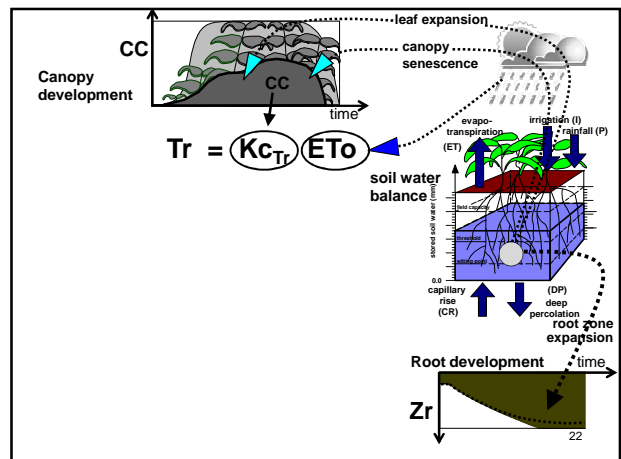 leaf expansion
canopy
senescence
CC
Canopy
development
CC
time
Tr = Kc_Tr ETo
evapo-
transpiration
(ET)
irrigation (I)
rainfall (P)
soil water
balance
stored soil water (mm)
field capacity
threshold
wilting point
0.0
capillary
rise
(CR)
(DP)
deep
percolation
root zone
expansion
Root development
time
Zr
22